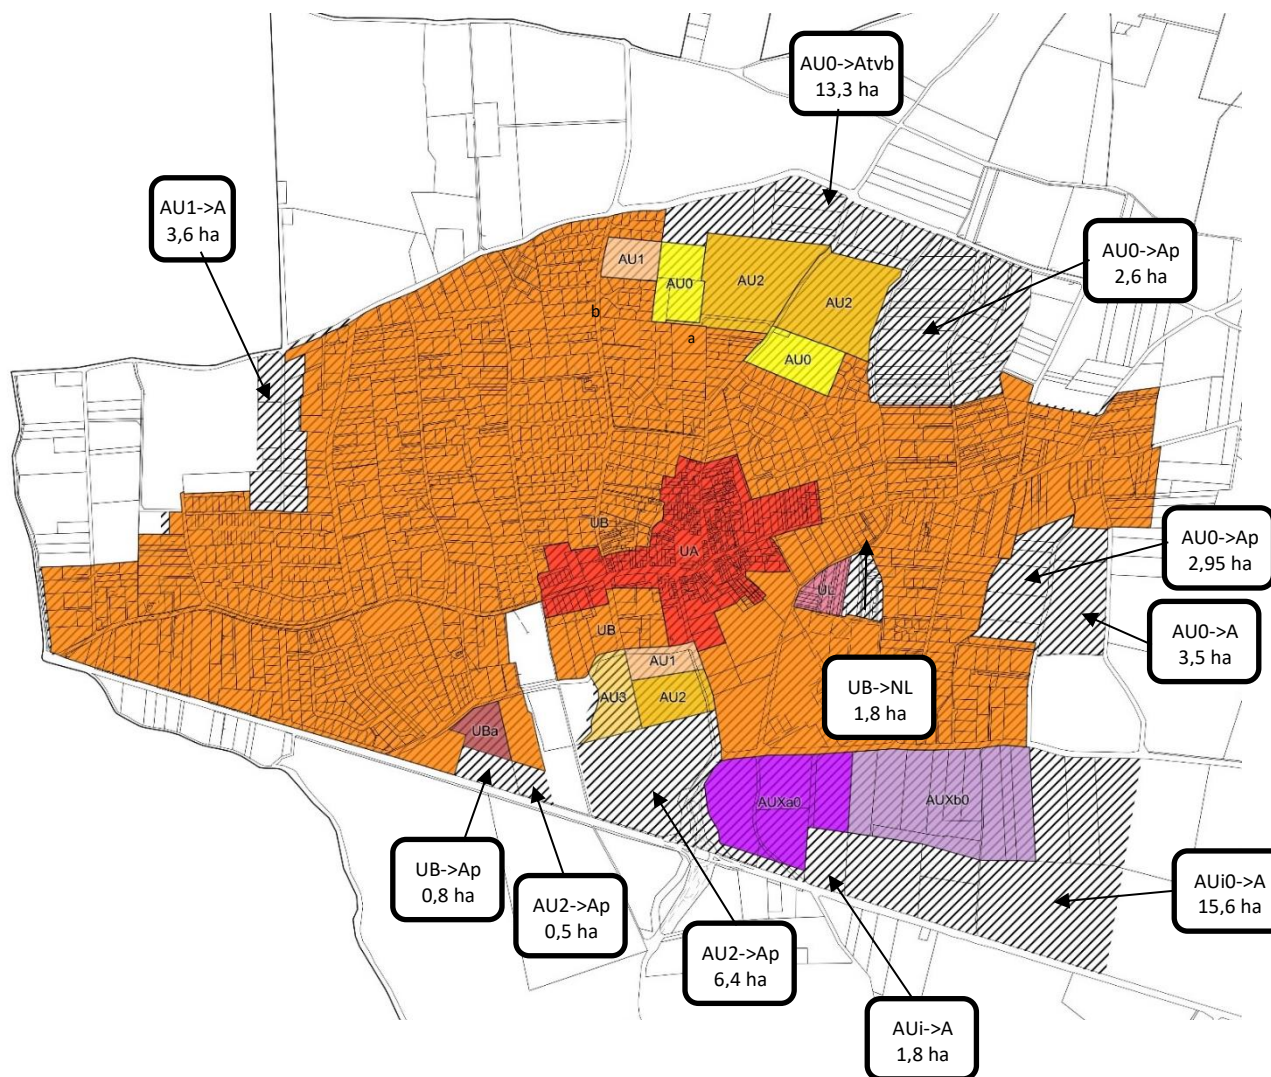 AU0->Atvb
13,3 ha
AU1->A
3,6 ha
AU0->Ap
2,6 ha
AU1
AU0
AU2
AU2
b
a
AU0
UB
UA
AU0->Ap
2,95 ha
UL
AU0->A
3,5 ha
UB
AU1
UB->NL
1,8 ha
AU3
AU2
UBa
AUXa0
AUXb0
UB->Ap
0,8 ha
AU2->Ap
0,5 ha
AUi0->A
15,6 ha
AU2->Ap
6,4 ha
AUi->A
1,8 ha